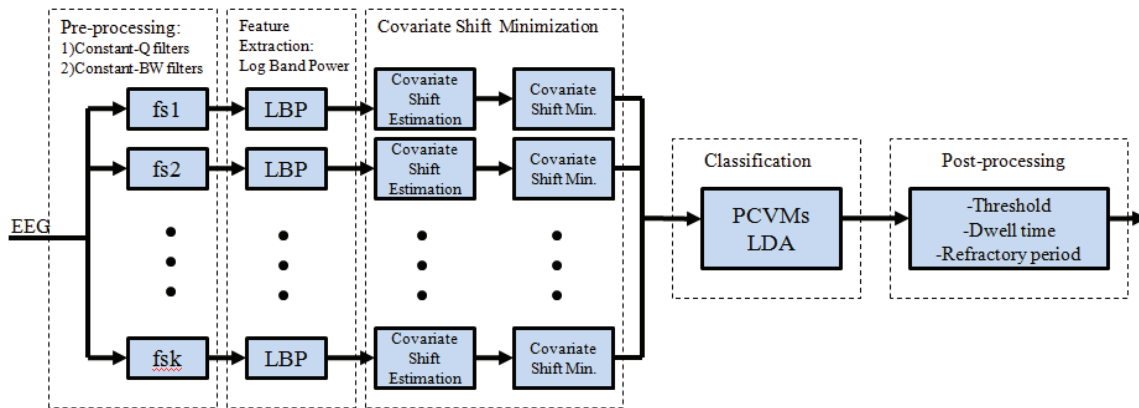 Pre-processing:
1)Constant-Q filters
2)Constant-BW filters
Feature
Extraction:
Log Band Power
Covariate Shift Minimization
fs1
LBP
Covariate
Shift
Estimation
Covariate
Shift Min.
fs2
LBP
Covariate
Shift
Estimation
Covariate
Shift Min.
EEG
fsk
LBP
Covariate
Shift
Estimation
Covariate
Shift Min.
Classification
PCVMs
LDA
Post-processing
-Threshold
-Dwell time
-Refractory period